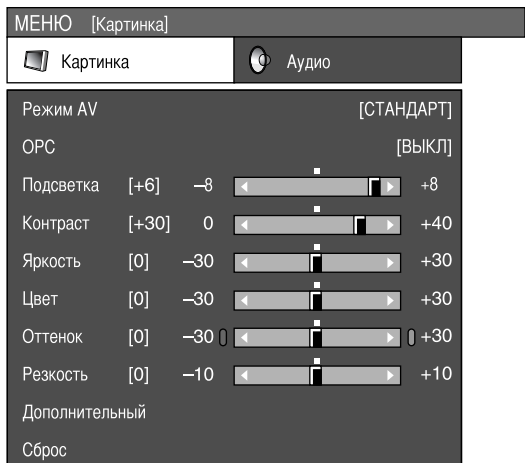 МЕНЮ [Картинка]
Картинка Аудио
Режим AV [СТАНДАРТ]
OPC [ВЫКЛ]
Подсветка [+6] –8 +8
Контраст [+30] 0 +40
Яркость [0] –30 +30
Цвет [0] –30 +30
Оттенок [0] –30 +30
Резкость [0] –10 +10
Дополнительный
Сброс